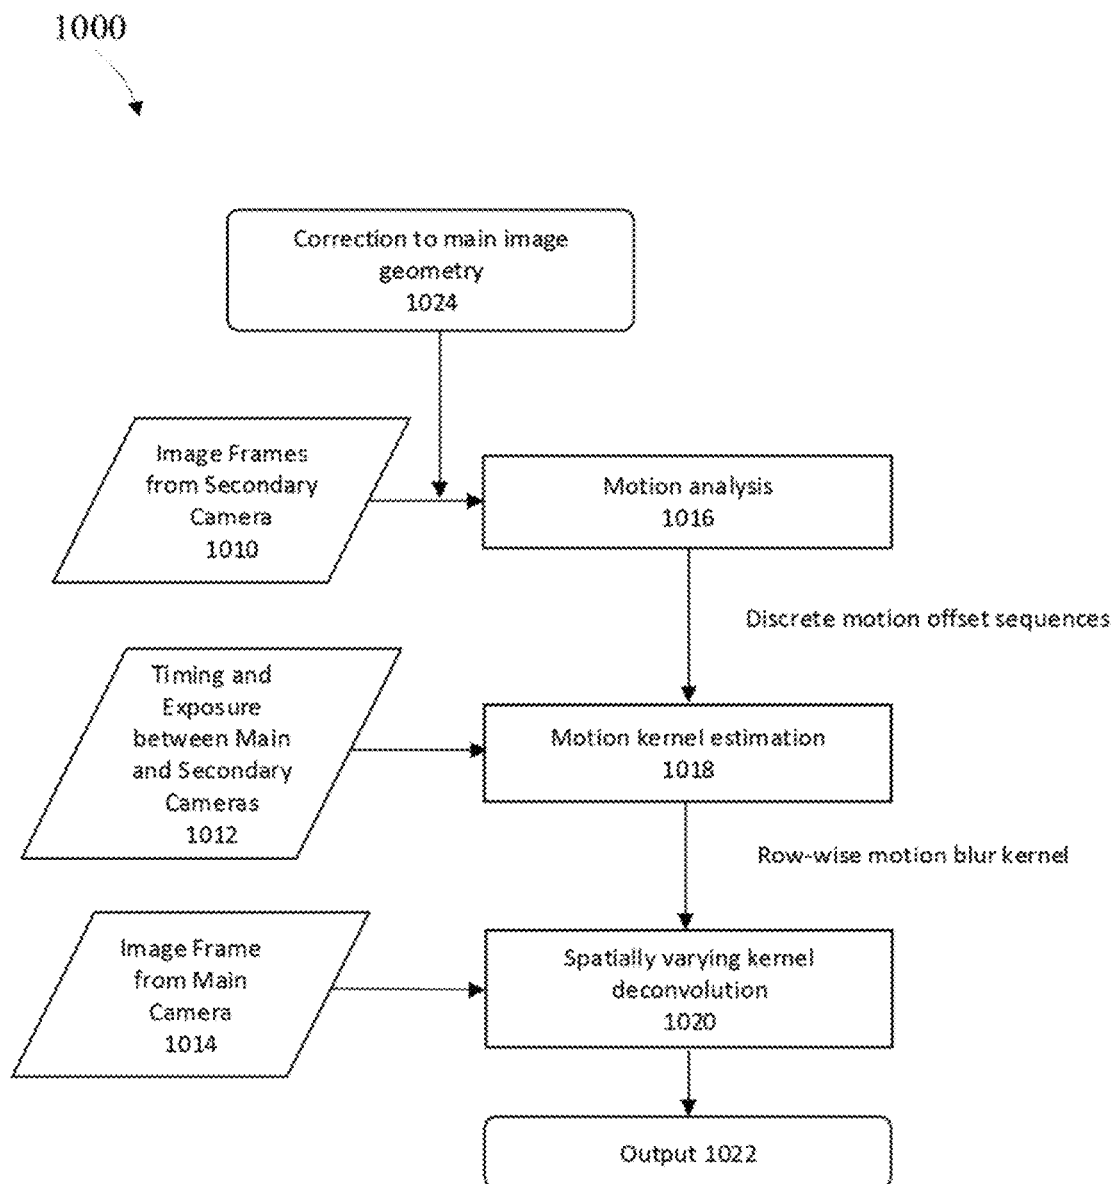 1000
Correction to main image
geometry
1024
Image Frames
from Secondary
Camera
1010
Motion analysis
1016
Discrete motion offset sequences
Timing and
Exposure
between Main
and Secondary
Cameras
1012
Motion kernel estimation
1018
Row-wise motion blur kernel
Image Frame
from Main
Camera
1014
Spatially varying kernel
deconvolution
1020
Output 1022